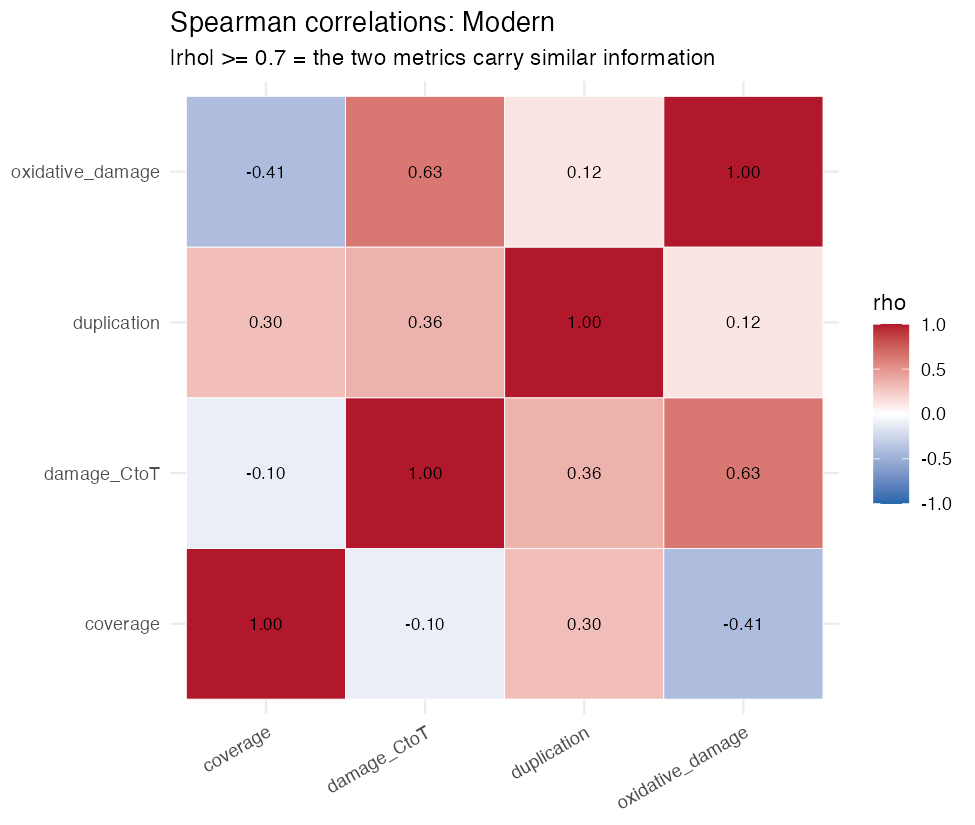 Spearman correlations: Modern
|rho| >= 0.7 = the two metrics carry similar information
oxidative_damage
-0.41
0.63
0.12
1.00
duplication
0.30
0.36
1.00
0.12
damage_CtoT
-0.10
1.00
0.36
0.63
coverage
1.00
-0.10
0.30
-0.41
coverage
damage_CtoT
duplication
oxidative_damage
rho
1.0
0.5
0.0
-0.5
-1.0